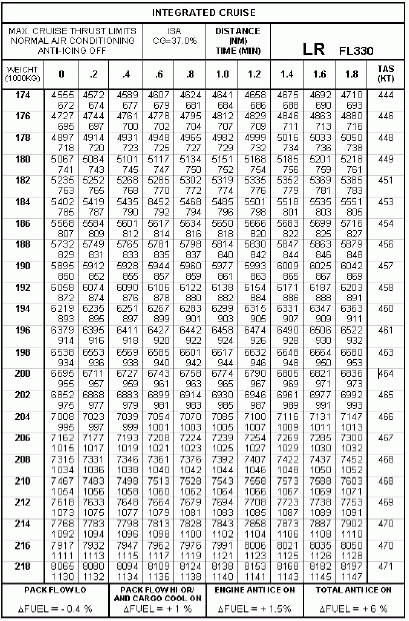 INTEGRATED CRUISE
MAX. CRUISE THRUST LIMITS
NORMAL AIR CONDITIONING
ANTI-ICING OFF
ISA
CG=37.0%
DISTANCE
(NM)
TIME (MIN)
LR FL330
WEIGHT
(1000KG) 0 .2 .4 .6 .8 1.0 1.2 1.4 1.6 1.8 TAS
(KT)
174 4555 4572 4589 4607 4624 4641 4658 4675 4692 4710 446
672 674 677 679 681 684 686 688 690 693
176 4727 4744 4761 4778 4795 4812 4829 4846 4863 4880 448
695 697 700 702 704 707 709 711 713 716
178 4897 4914 4931 4948 4965 4982 4999 5016 5033 5050 448
718 720 723 725 727 729 732 734 736 738
180 5067 5084 5101 5117 5134 5151 5168 5185 5201 5218 449
741 743 745 747 750 752 754 756 759 761
182 5235 5252 5268 5285 5302 5319 5335 5352 5369 5385 451
763 765 768 770 772 774 776 779 781 783
184 5402 5419 5435 5452 5468 5485 5501 5518 5535 5551 453
785 787 790 792 794 796 798 801 803 805
186 5568 5584 5601 5617 5634 5650 5666 5683 5699 5716 454
807 809 812 814 816 818 820 822 825 827
188 5732 5749 5765 5781 5798 5814 5830 5847 5863 5879 456
829 831 833 835 837 840 842 844 846 848
190 5895 5912 5928 5944 5960 5977 5993 6009 6025 6042 457
850 852 855 857 859 861 863 865 867 869
192 6058 6074 6090 6106 6122 6138 6154 6171 6187 6203 458
872 874 876 878 880 882 884 886 888 891
194 6219 6235 6251 6267 6283 6299 6315 6331 6347 6363 460
893 895 897 899 901 903 905 907 909 911
196 6379 6395 6411 6427 6442 6458 6474 6490 6506 6522 461
914 916 918 920 922 924 926 928 930 932
198 6538 6553 6569 6585 6601 6617 6632 6648 6664 6680 463
934 936 938 940 942 944 946 948 950 953
200 6695 6711 6727 6743 6758 6774 6790 6805 6821 6836 464
955 957 959 961 963 965 967 969 971 973
202 6852 6868 6883 6899 6914 6930 6946 6961 6977 6992 465
975 977 979 981 983 985 987 989 991 993
204 7008 7023 7039 7054 7070 7085 7100 7116 7131 7147 466
995 997 999 1001 1003 1005 1007 1009 1011 1013
206 7162 7177 7193 7208 7224 7239 7254 7269 7285 7300 467
1015 1017 1019 1021 1023 1025 1027 1029 1030 1032
208 7315 7331 7346 7361 7376 7392 7407 7422 7437 7452 468
1034 1036 1038 1040 1042 1044 1046 1048 1050 1052
210 7467 7483 7498 7513 7528 7543 7558 7573 7588 7603 468
1054 1056 1058 1060 1062 1064 1066 1067 1069 1071
212 7618 7633 7648 7664 7679 7694 7708 7723 7738 7753 469
1073 1075 1077 1079 1081 1083 1085 1087 1089 1091
214 7768 7783 7798 7813 7828 7843 7858 7873 7887 7902 470
1092 1094 1096 1098 1100 1102 1104 1106 1108 1110
216 7917 7932 7947 7962 7976 7991 8006 8021 8035 8050 470
1111 1113 1115 1117 1119 1121 1123 1125 1126 1128
218 8065 8080 8094 8109 8124 8138 8153 8168 8182 8197 471
1130 1132 1134 1136 1138 1140 1141 1143 1145 1147
PACK FLOW LO
ΔFUEL = - 0.4 %
PACK FLOW HI OR/
AND CARGO COOL ON
ΔFUEL = + 1 %
ENGINE ANTI ICE ON
ΔFUEL = + 1.5%
TOTAL ANTI ICE ON
ΔFUEL = + 6 %